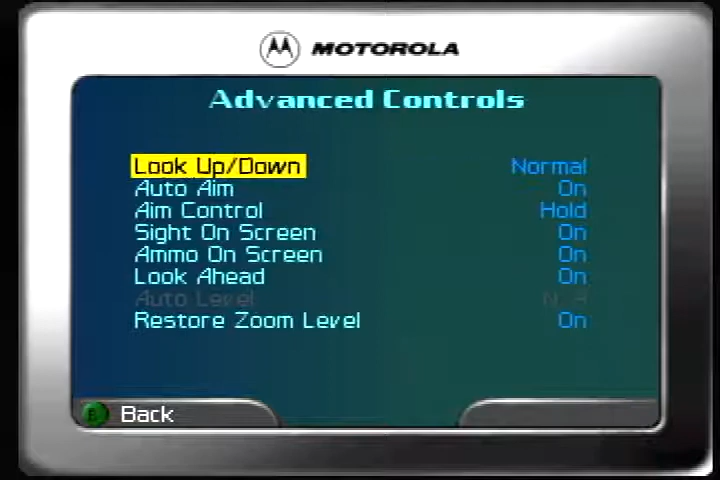 MOTOROLA
Advanced Controls
Look Up/Down Normal
Auto Aim On
Aim Control Hold
Sight On Screen On
Ammo On Screen On
Look Ahead On
Auto Level N/A
Restore Zoom Level On
B Back